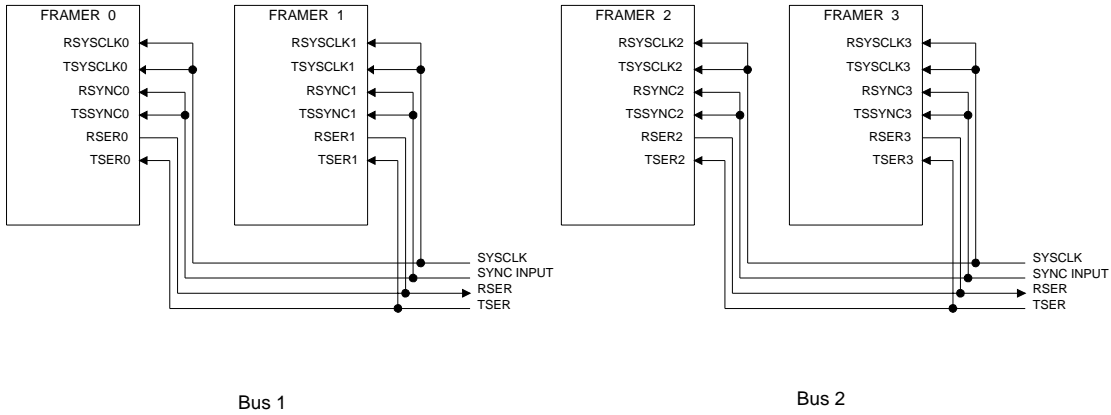 FRAMER 0
RSYSCLK0
TSYSCLK0
RSYNC0
TSSYNC0
RSER0
TSER0
FRAMER 1
RSYSCLK1
TSYSCLK1
RSYNC1
TSSYNC1
RSER1
TSER1
SYSCLK
SYNC INPUT
RSER
TSER
Bus 1
FRAMER 2
RSYSCLK2
TSYSCLK2
RSYNC2
TSSYNC2
RSER2
TSER2
FRAMER 3
RSYSCLK3
TSYSCLK3
RSYNC3
TSSYNC3
RSER3
TSER3
SYSCLK
SYNC INPUT
RSER
TSER
Bus 2